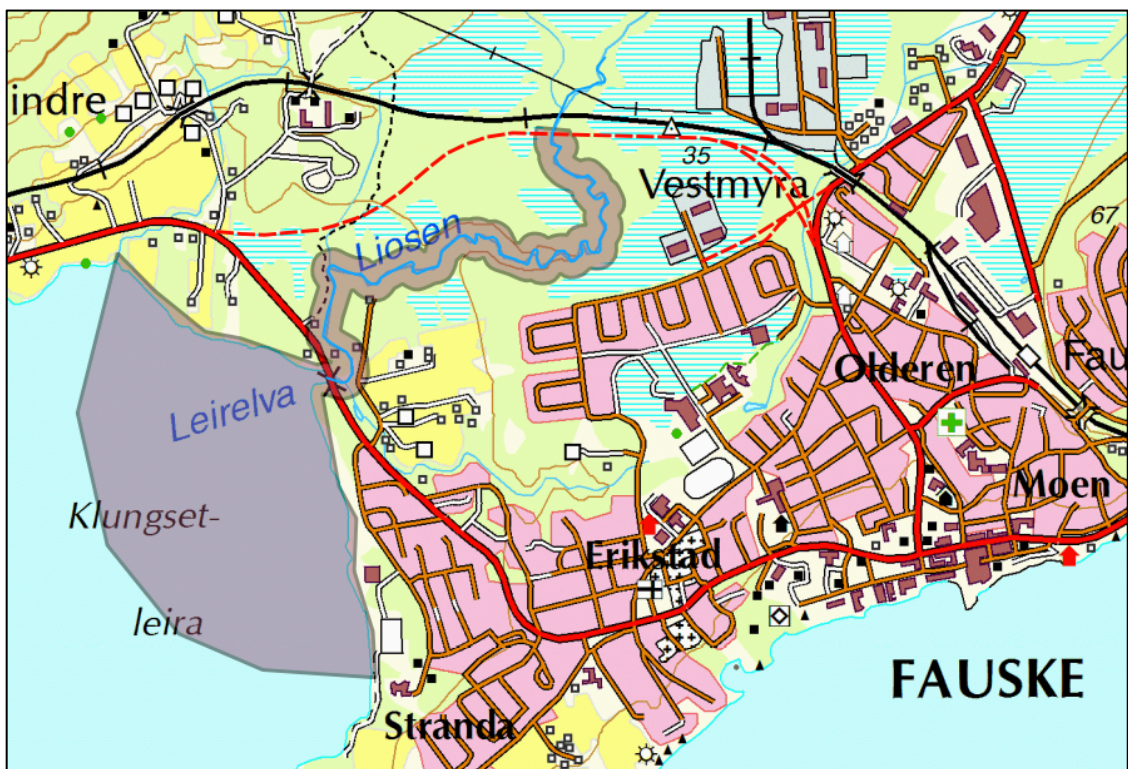 indre
35
Vestmyra
67
Liosen
Olderen
Fau
Leirelva
Moen
Klungset-
Erikstad
leira
FAUSKE
Stranda